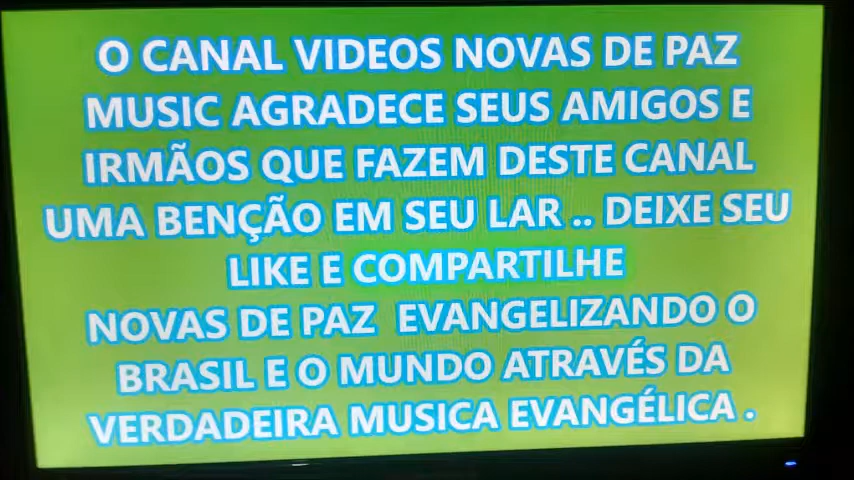 O CANAL VIDEOS NOVAS DE PAZ
MUSIC AGRADECE SEUS AMIGOS E
IRMÃOS QUE FAZEM DESTE CANAL
UMA BENÇÃO EM SEU LAR .. DEIXE SEU
LIKE E COMPARTILHE
NOVAS DE PAZ EVANGELIZANDO O
BRASIL E O MUNDO ATRAVÉS DA
VERDADEIRA MUSICA EVANGÉLICA .